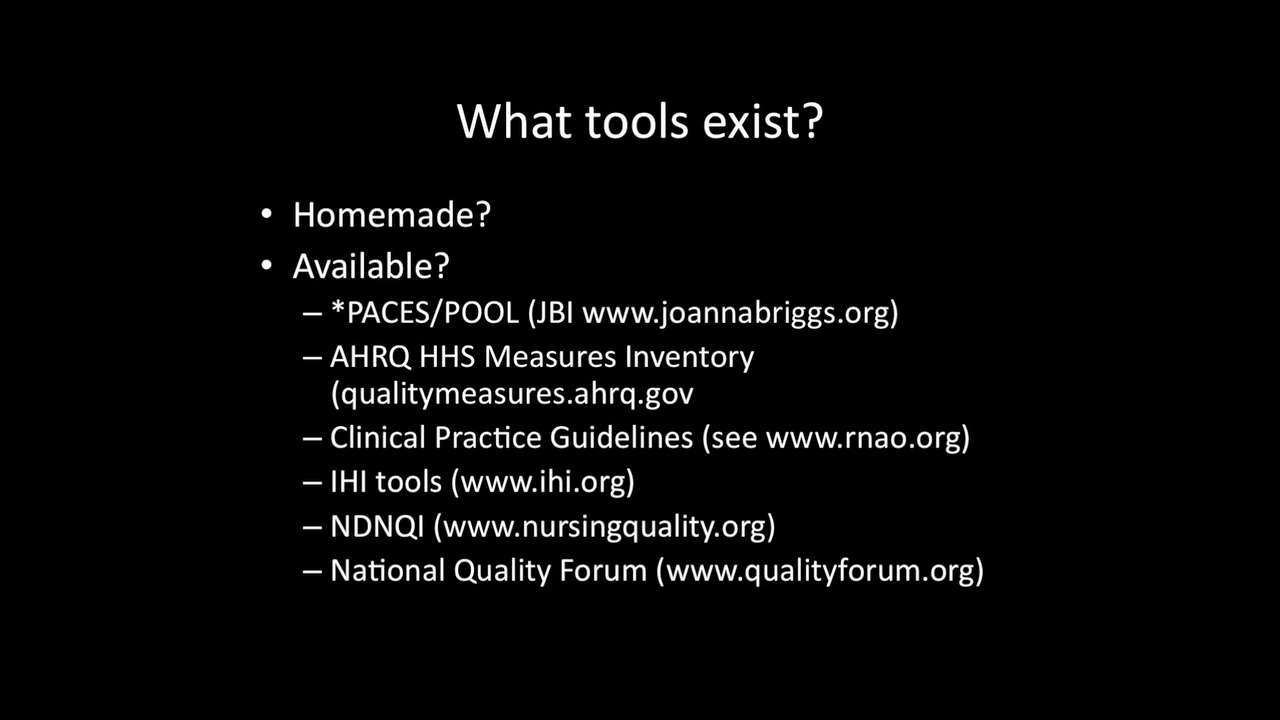 What tools exist?
• Homemade?
• Available?
– *PACES/POOL (JBI www.joannabriggs.org)
– AHRQ HHS Measures Inventory
(qualitymeasures.ahrq.gov
– Clinical Practice Guidelines (see www.rnao.org)
– IHI tools (www.ihi.org)
– NDNQI (www.nursingquality.org)
– National Quality Forum (www.qualityforum.org)